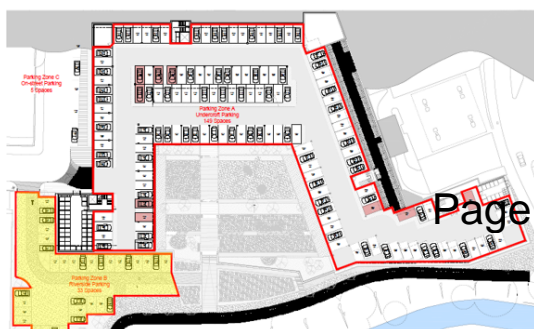 Parking Zone C
On-street Parking
5 Spaces
Parking Zone A
Undercroft Parking
149 Spaces
Page
Parking Zone B
Riverside Parking
33 Spaces